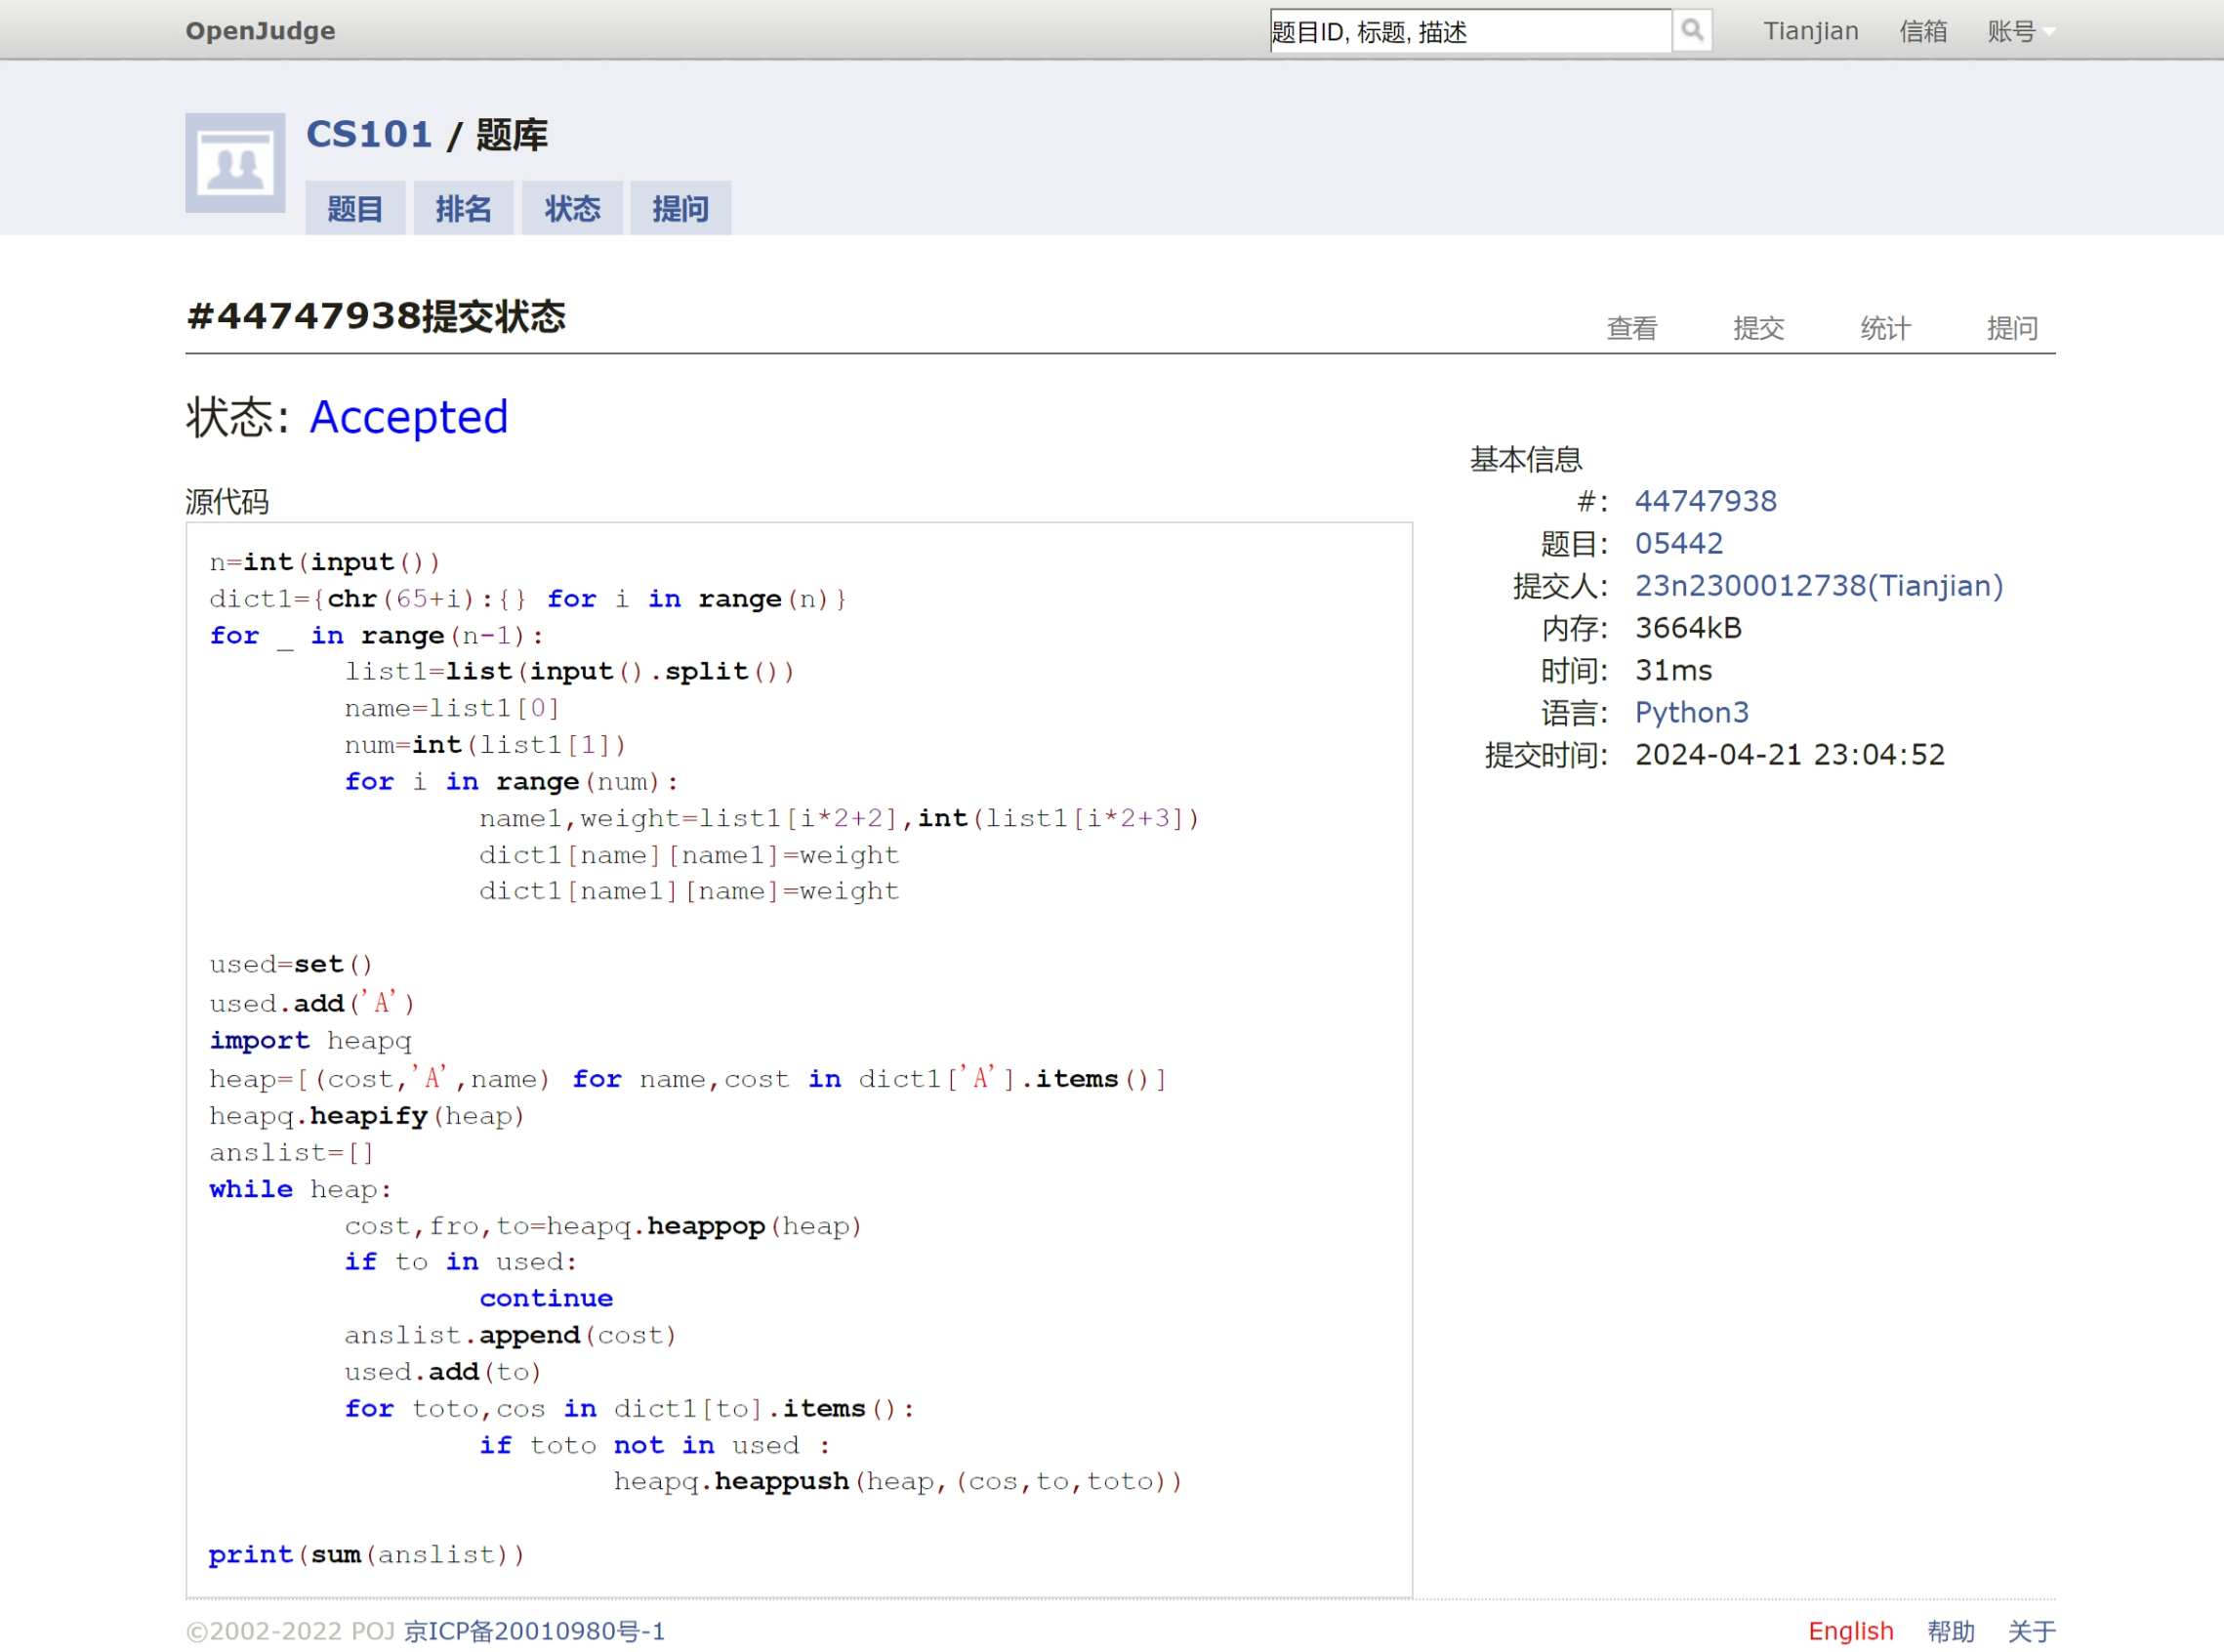 OpenJudge
题目ID, 标题, 描述
Tianjian 信箱 账号
CS101 / 题库
题目 排名 状态 提问
#44747938提交状态
查看 提交 统计 提问
状态: Accepted
源代码
n=int(input())
dict1={chr(65+i):{} for i in range(n)}
for _ in range(n-1):
        list1=list(input().split())
        name=list1[0]
        num=int(list1[1])
        for i in range(num):
                name1,weight=list1[i*2+2],int(list1[i*2+3])
                dict1[name][name1]=weight
                dict1[name1][name]=weight
used=set()
used.add('A')
import heapq
heap=[(cost,'A',name) for name,cost in dict1['A'].items()]
heapq.heapify(heap)
anslist=[]
while heap:
        cost,fro,to=heapq.heappop(heap)
        if to in used:
                continue
        anslist.append(cost)
        used.add(to)
        for toto,cos in dict1[to].items():
                if toto not in used :
                        heapq.heappush(heap,(cos,to,toto))
print(sum(anslist))
基本信息
#: 44747938
题目: 05442
提交人: 23n2300012738(Tianjian)
内存: 3664kB
时间: 31ms
语言: Python3
提交时间: 2024-04-21 23:04:52
©2002-2022 POJ 京ICP备20010980号-1
English 帮助 关于